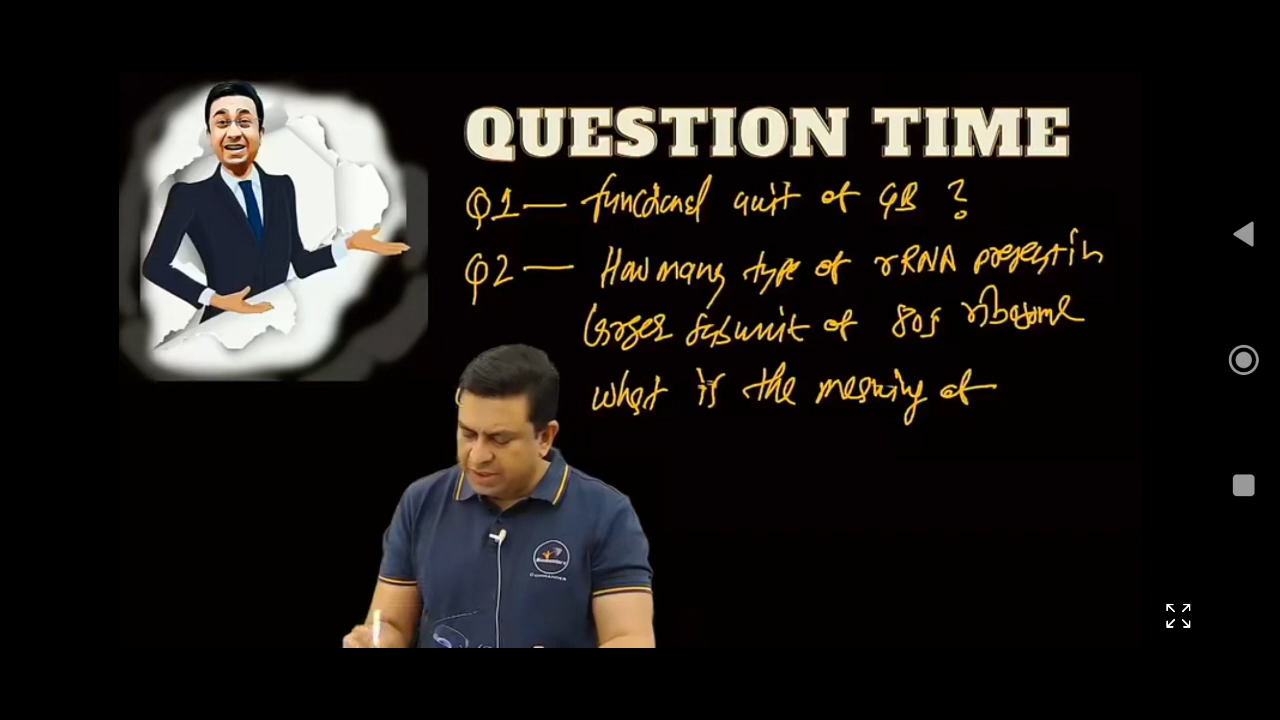 QUESTION TIME
Q1 — functional unit of GB ?
Q2 — How many type of rRNA present in
larger subunit of 80s ribosome
what is the meaning of